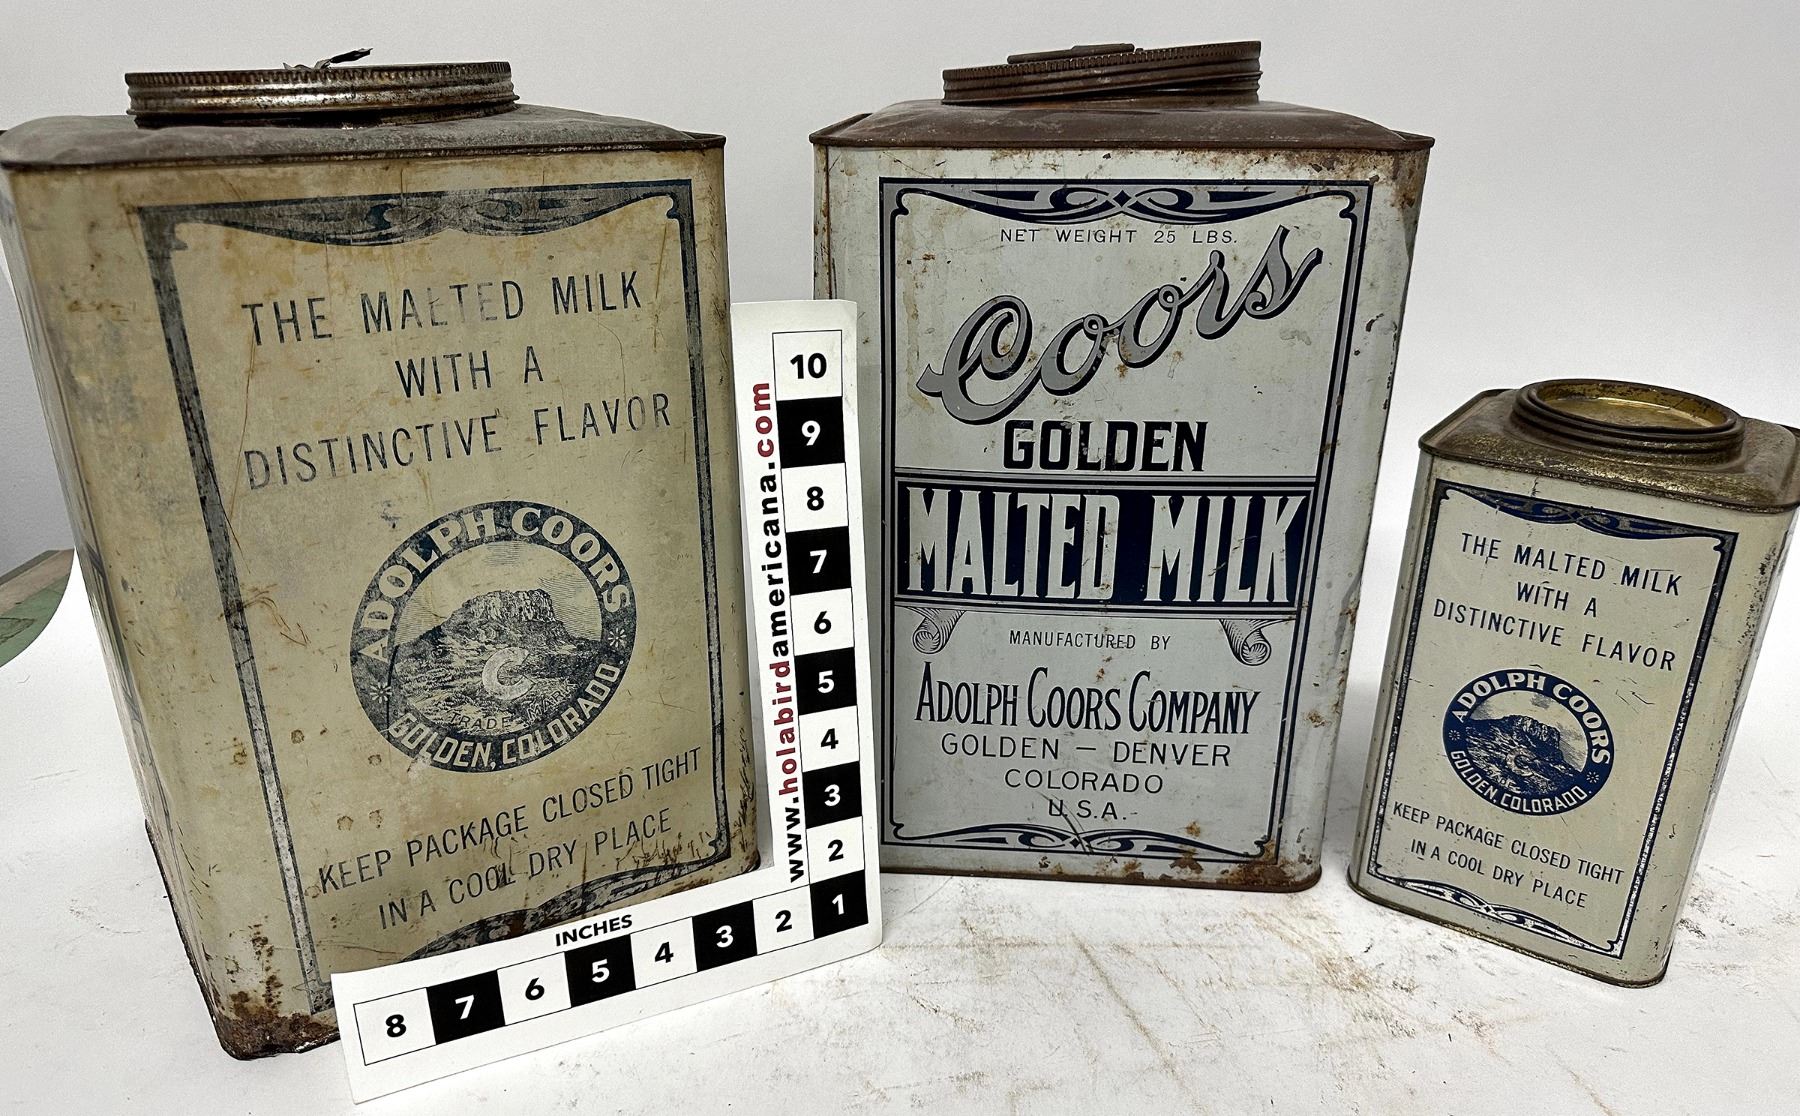 THE MALTED MILK
WITH A
DISTINCTIVE FLAVOR
ADOLPH COORS
C
TRADE-MARK
GOLDEN, COLORADO
KEEP PACKAGE CLOSED TIGHT
IN A COOL DRY PLACE
www.holabirdamericana.com
10
9
8
7
6
5
4
3
2
1
INCHES
8 7 6 5 4 3 2
NET WEIGHT 25 LBS.
Coors
GOLDEN
MALTED MILK
MANUFACTURED BY
ADOLPH COORS COMPANY
GOLDEN — DENVER
COLORADO
U.S.A.
THE MALTED MILK
WITH A
DISTINCTIVE FLAVOR
ADOLPH COORS
C
GOLDEN, COLORADO.
KEEP PACKAGE CLOSED TIGHT
IN A COOL DRY PLACE